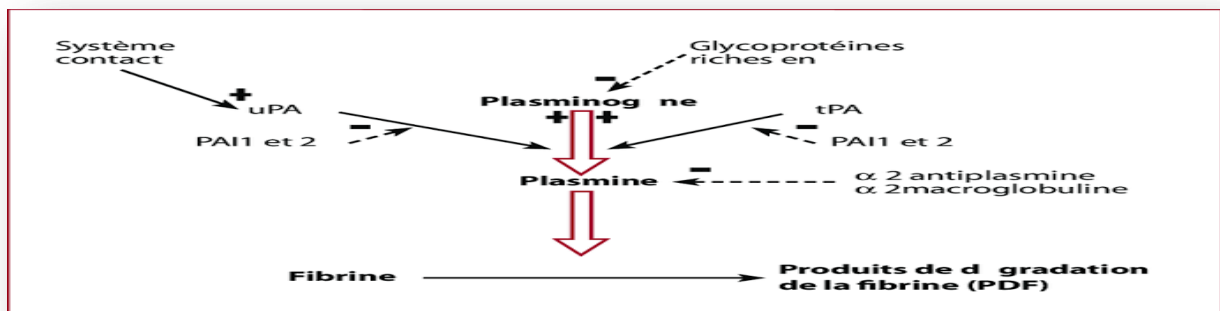 Système
contact
Glycoprotéines
riches en
-
+
uPA
Plasminog ne
+ +
tPA
PAI1 et 2
-
-
PAI1 et 2
Plasmine
-
α 2 antiplasmine
α 2macroglobuline
Fibrine
Produits de d gradation
de la fibrine (PDF)